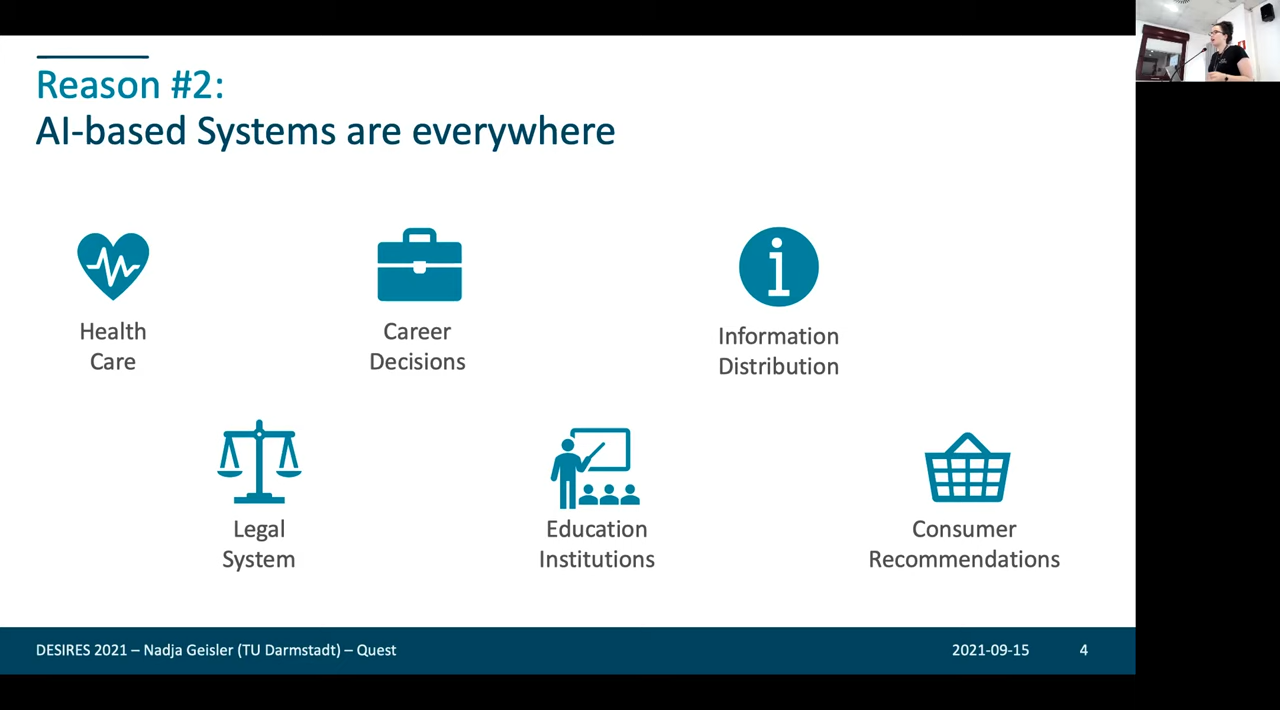 Reason #2:
AI-based Systems are everywhere
Health
Care
Career
Decisions
Information
Distribution
Legal
System
Education
Institutions
Consumer
Recommendations
DESIRES 2021 – Nadja Geisler (TU Darmstadt) – Quest
2021-09-15
4